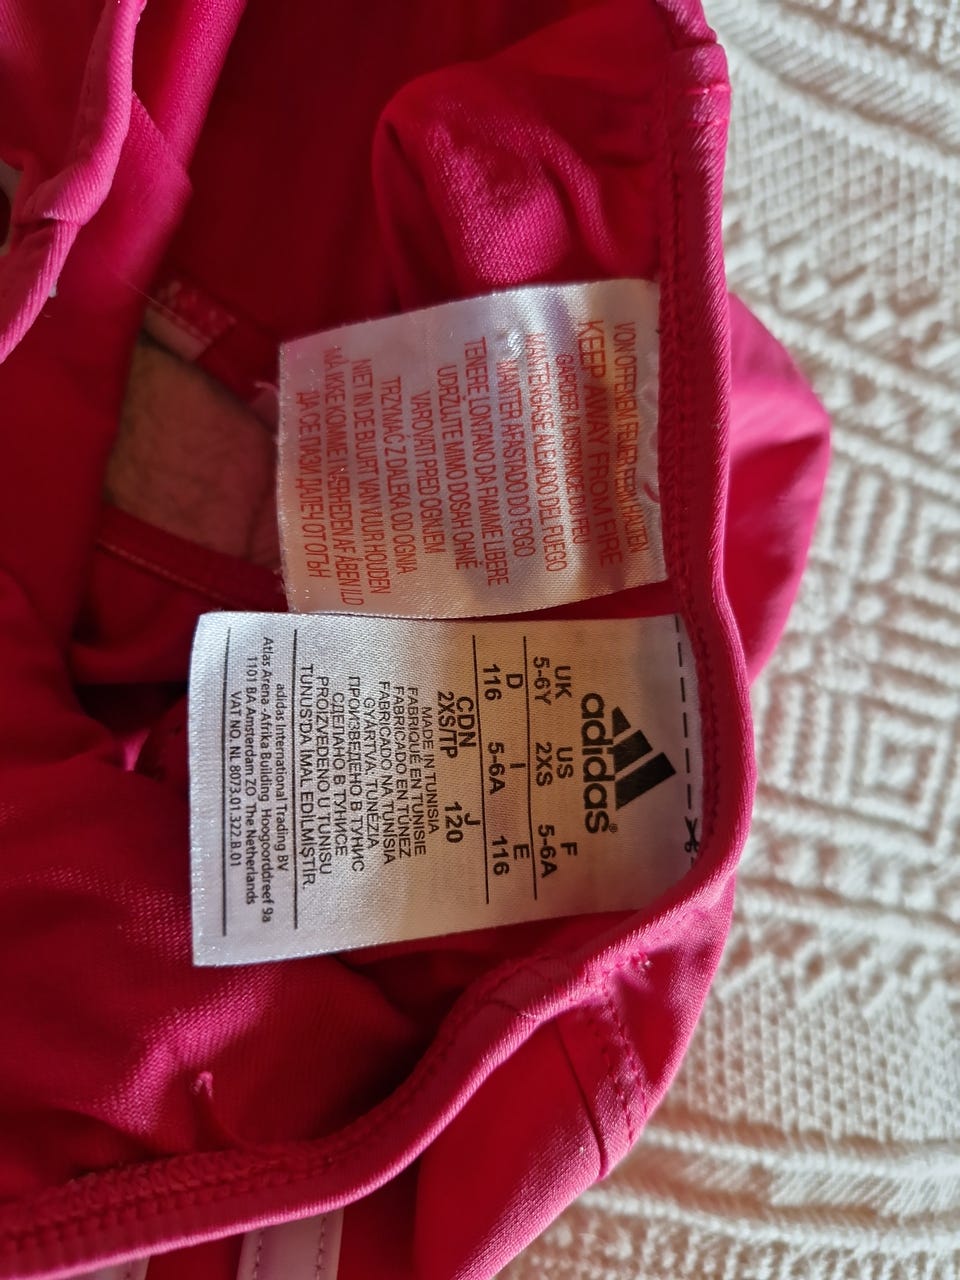 VON OFFENEM FEUER FERNHALTEN
KEEP AWAY FROM FIRE
GARDER A DISTANCE DU FEU
MANTENGASE ALEJADO DEL FUEGO
MANTER AFASTADO DO FOGO
TENERE LONTANO DA FIAMME LIBERE
UDRŽUJTE MIMO DOSAH OHNĚ
VAROVATI PRED OGNJEM
TRZYMAĆ Z DALEKA OD OGNIA
NIET IN DE BUURT VAN VUUR HOUDEN
MÅ IKKE KOMME I NÆRHEDEN AF ÅBEN ILD
ДА СЕ ПАЗИ ДАЛЕЧ ОТ ОГЪН
adidas®
UK US F
5-6Y 2XS 5-6A
D I E
116 5-6A 116
CDN J
2XS/TP 120
MADE IN TUNISIA
FABRIQUÉ EN TUNISIE
FABRICADO EN TÚNEZ
FABRICADO NA TUNÍSIA
GYÁRTVA: TUNÉZIA
ПРОИЗВЕДЕНО В ТУНИС
СДЕЛАНО В ТУНИСЕ
PROIZVEDENO U TUNISU
TUNUS'DA MAL EDİLMİŞTİR.
adidas International Trading BV
Atlas Arena -Afrika Building Hoogoorddreef 9a
1101 BA Amsterdam ZO The Netherlands
VAT NO. NL 8073.01.322.B.01